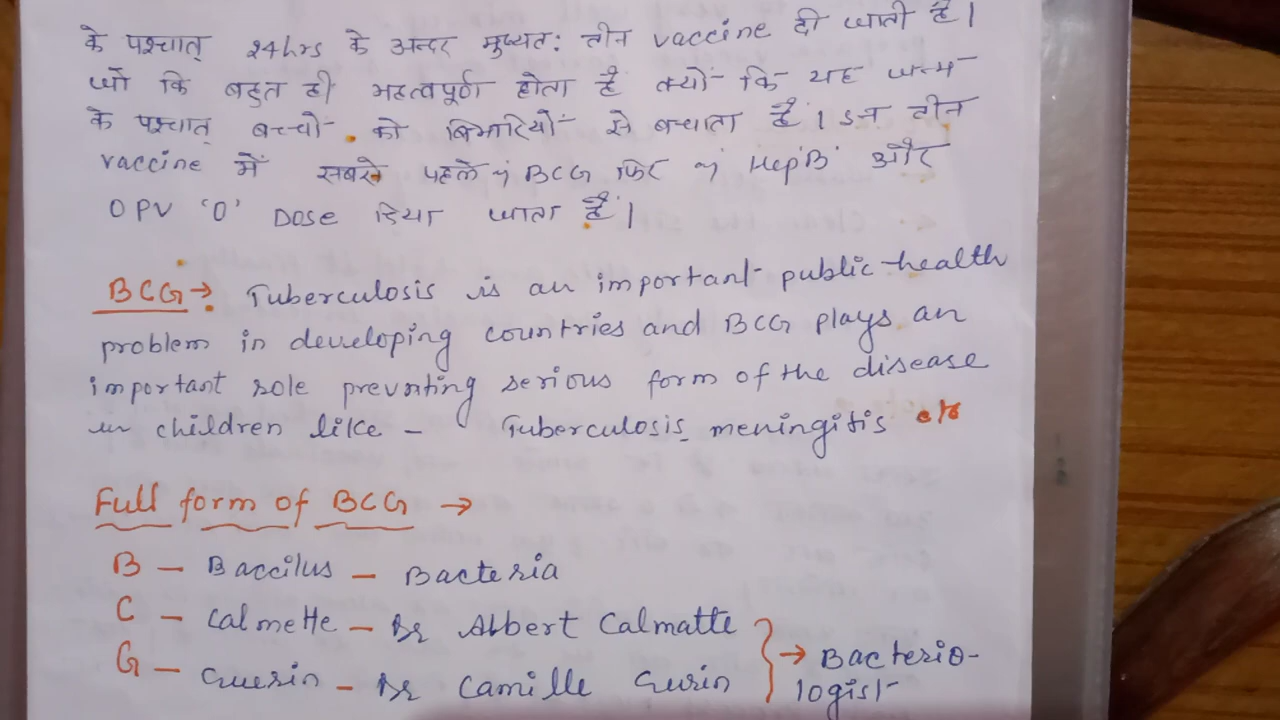 के पश्चात् 24hrs के अन्दर मुख्यत: तीन vaccine दी जाती है।
जो कि बहुत ही महत्वपूर्ण होता है क्यों कि यह जन्म
के पश्चात् बच्चों को बिमारियों से बचाता है। इन तीन
vaccine में सबसे पहले BCG फिर Hep'B' और
OPV '0' Dose दिया जाता है।
BCG → Tuberculosis is an important public health
problem in developing countries and BCG plays an
important role prevnting serious form of the disease
in children like - Tuberculosis meningitis etc
Full form of BCG →
B - Baccilus - Bacteria
C - Calmette - Dr Albert Calmatte
G - Guerin - Dr Camille Gurin } → Bacterio-
logist